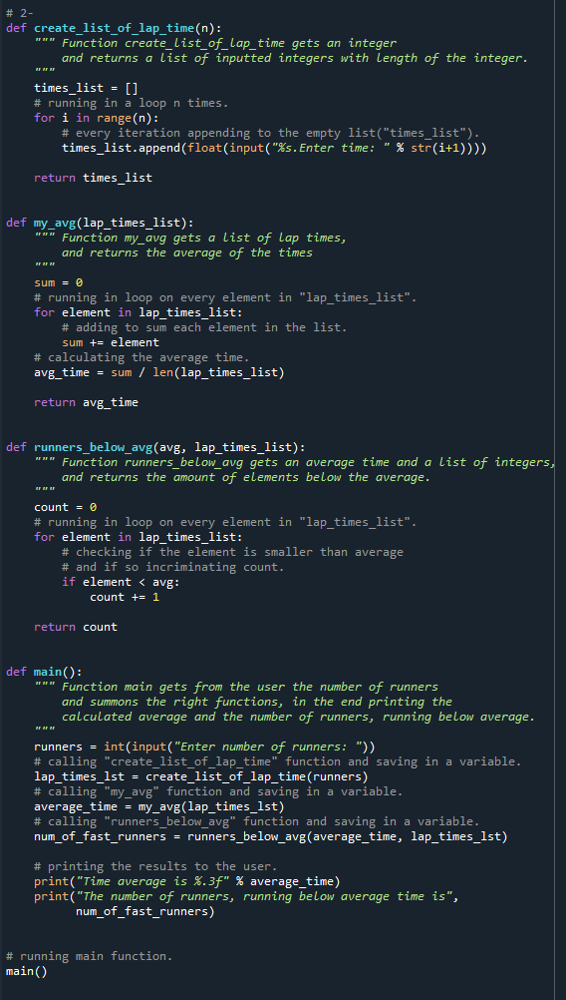 # 2-
def create_list_of_lap_time(n):
    """ Function create_list_of_lap_time gets an integer
        and returns a list of inputted integers with length of the integer.
    """
    times_list = []
    # running in a loop n times.
    for i in range(n):
        # every iteration appending to the empty list("times_list").
        times_list.append(float(input("%s.Enter time: " % str(i+1))))

    return times_list


def my_avg(lap_times_list):
    """ Function my_avg gets a list of lap times,
        and returns the average of the times
    """
    sum = 0
    # running in loop on every element in "lap_times_list".
    for element in lap_times_list:
        # adding to sum each element in the list.
        sum += element
    # calculating the average time.
    avg_time = sum / len(lap_times_list)

    return avg_time


def runners_below_avg(avg, lap_times_list):
    """ Function runners_below_avg gets an average time and a list of integers,
        and returns the amount of elements below the average.
    """
    count = 0
    # running in loop on every element in "lap_times_list".
    for element in lap_times_list:
        # checking if the element is smaller than average
        # and if so incriminating count.
        if element < avg:
            count += 1

    return count


def main():
    """ Function main gets from the user the number of runners
        and summons the right functions, in the end printing the
        calculated average and the number of runners, running below average.
    """
    runners = int(input("Enter number of runners: "))
    # calling "create_list_of_lap_time" function and saving in a variable.
    lap_times_lst = create_list_of_lap_time(runners)
    # calling "my_avg" function and saving in a variable.
    average_time = my_avg(lap_times_lst)
    # calling "runners_below_avg" function and saving in a variable.
    num_of_fast_runners = runners_below_avg(average_time, lap_times_lst)

    # printing the results to the user.
    print("Time average is %.3f" % average_time)
    print("The number of runners, running below average time is",
          num_of_fast_runners)


# running main function.
main()